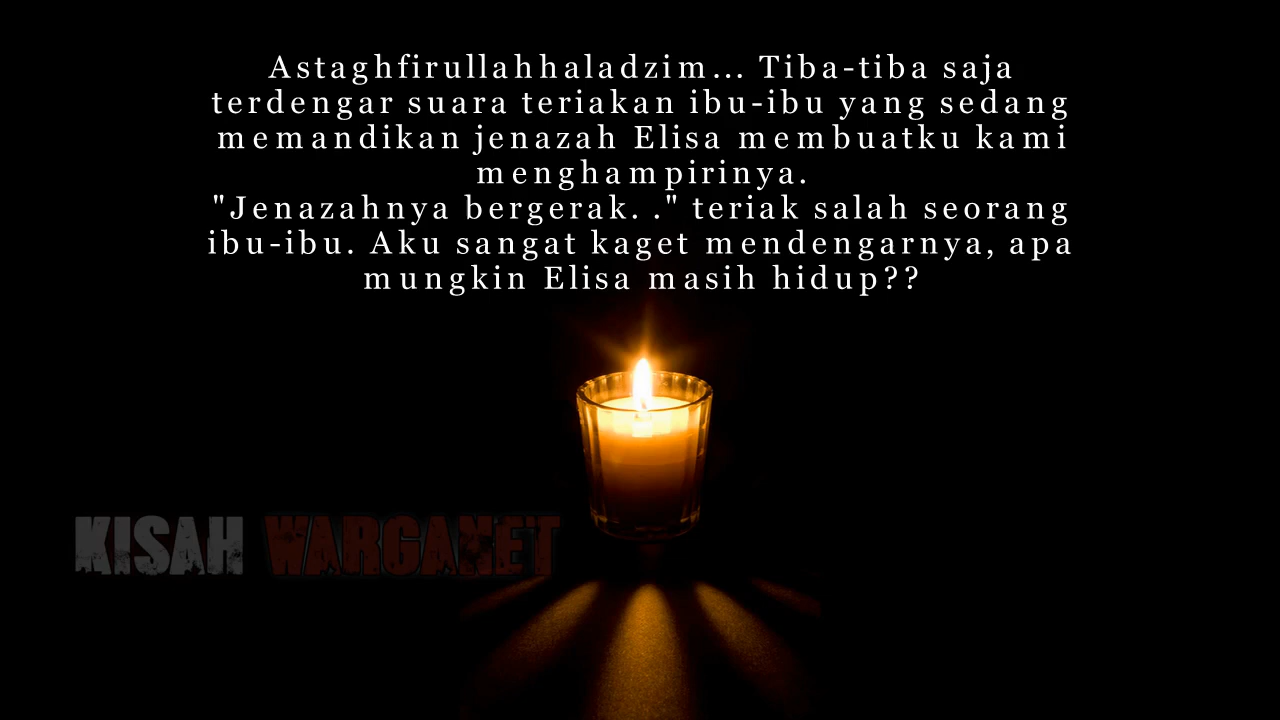 Astaghfirullahhaladzim... Tiba-tiba saja
terdengar suara teriakan ibu-ibu yang sedang
memandikan jenazah Elisa membuatku kami
menghampirinya.
"Jenazahnya bergerak. ." teriak salah seorang
ibu-ibu. Aku sangat kaget mendengarnya, apa
mungkin Elisa masih hidup??
KISAH WARGANET